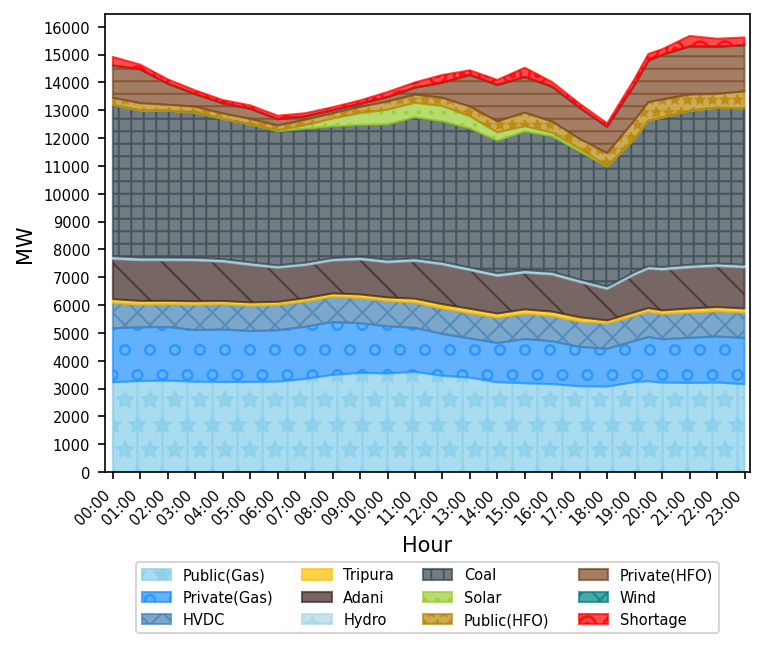 16000
15000
14000
13000
12000
11000
10000
9000
8000
7000
6000
5000
4000
3000
2000
1000
0
MW
00:00 01:00 02:00 03:00 04:00 05:00 06:00 07:00 08:00 09:00 10:00 11:00 12:00 13:00 14:00 15:00 16:00 17:00 18:00 19:00 20:00 21:00 22:00 23:00
Hour
Public(Gas) Tripura Coal Private(HFO)
Private(Gas) Adani Solar Wind
HVDC Hydro Public(HFO) Shortage